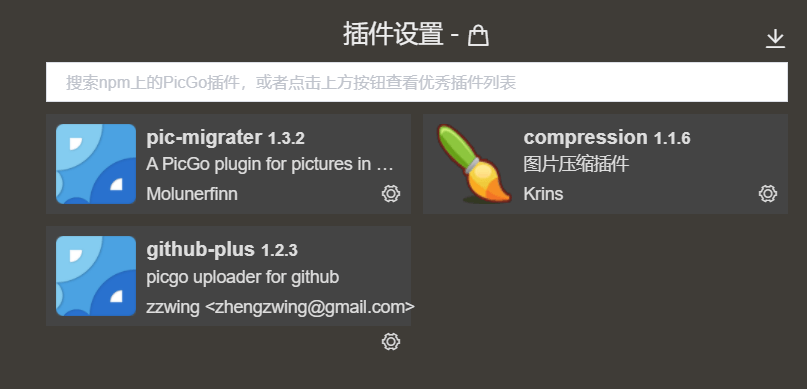 插件设置 -
搜索npm上的PicGo插件，或者点击上方按钮查看优秀插件列表
pic-migrater 1.3.2
A PicGo plugin for pictures in ...
Molunerfinn
compression 1.1.6
图片压缩插件
Krins
github-plus 1.2.3
picgo uploader for github
zzwing <zhengzwing@gmail.com>